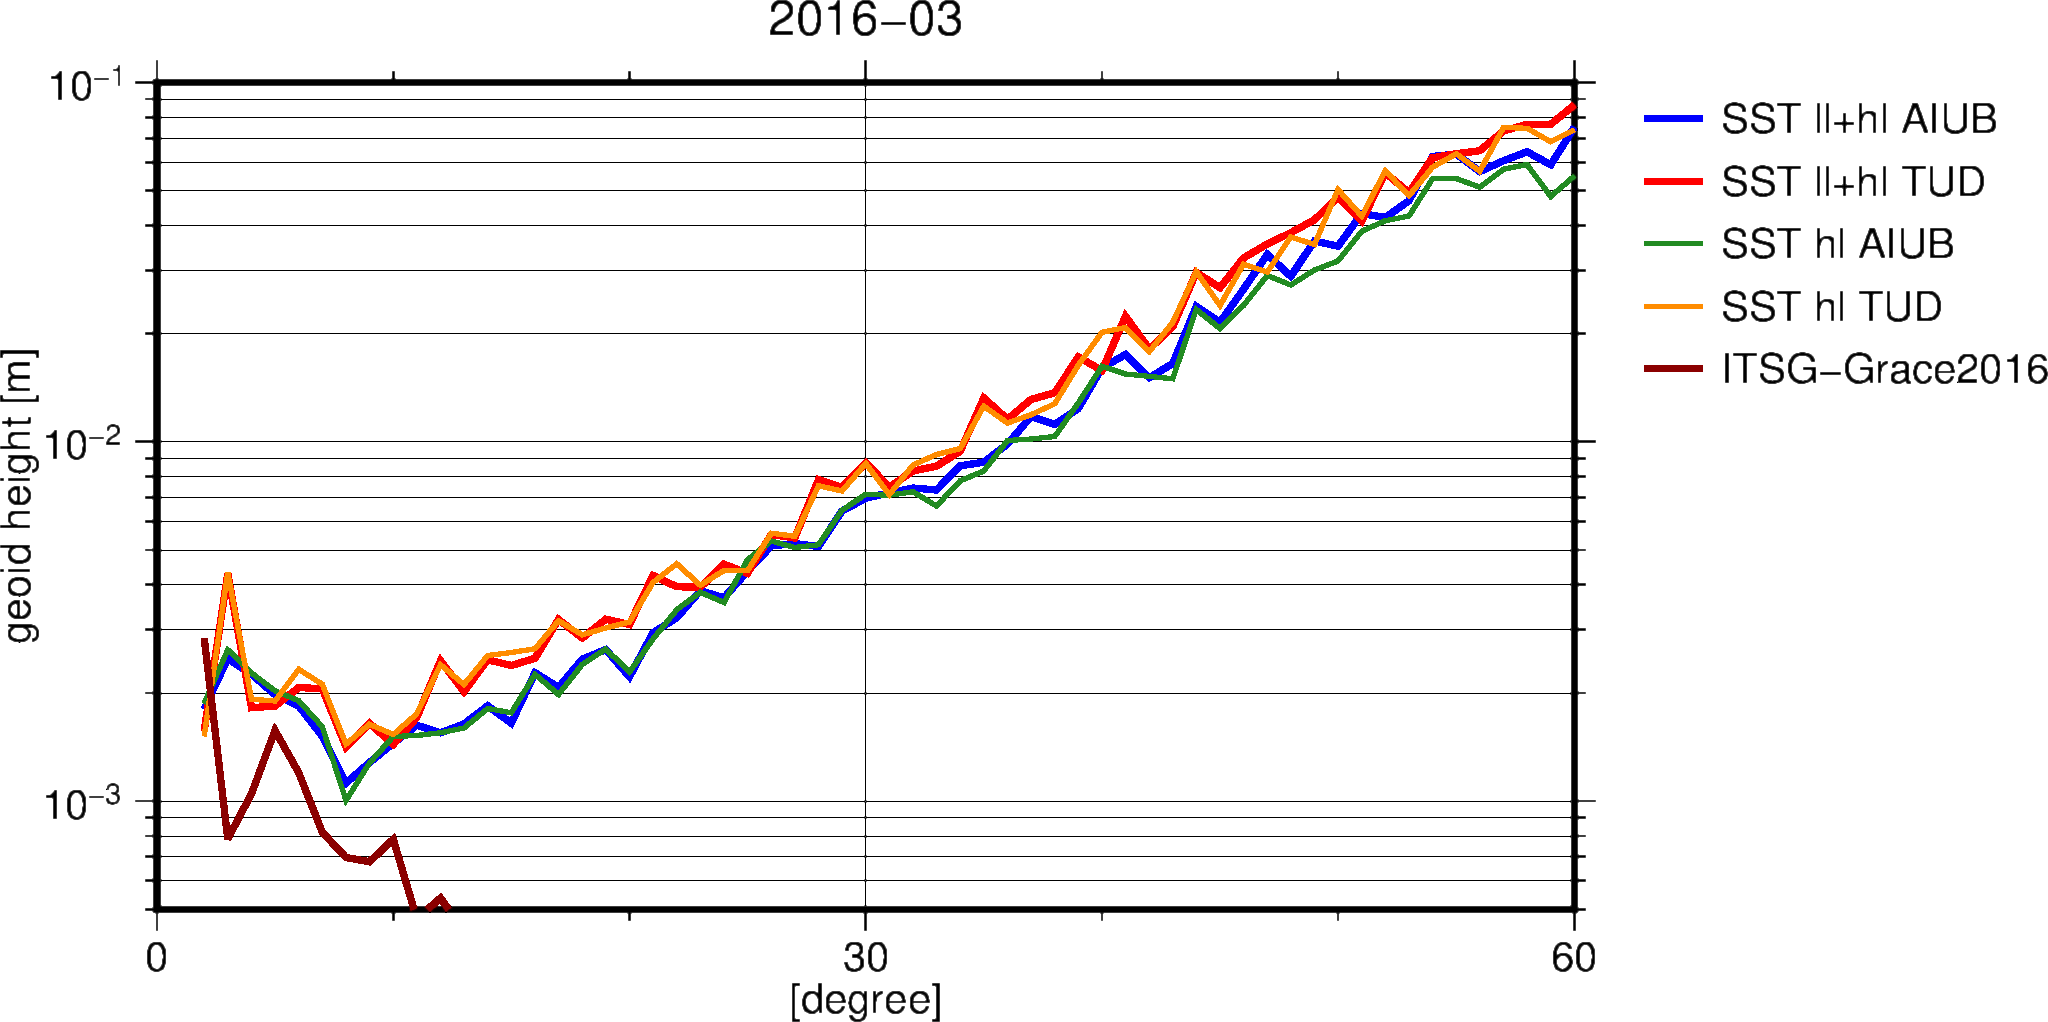 2016−03
10−1
10−2
10−3
geoid height [m]
0
30
60
[degree]
SST ll+hl AIUB
SST ll+hl TUD
SST hl AIUB
SST hl TUD
ITSG−Grace2016